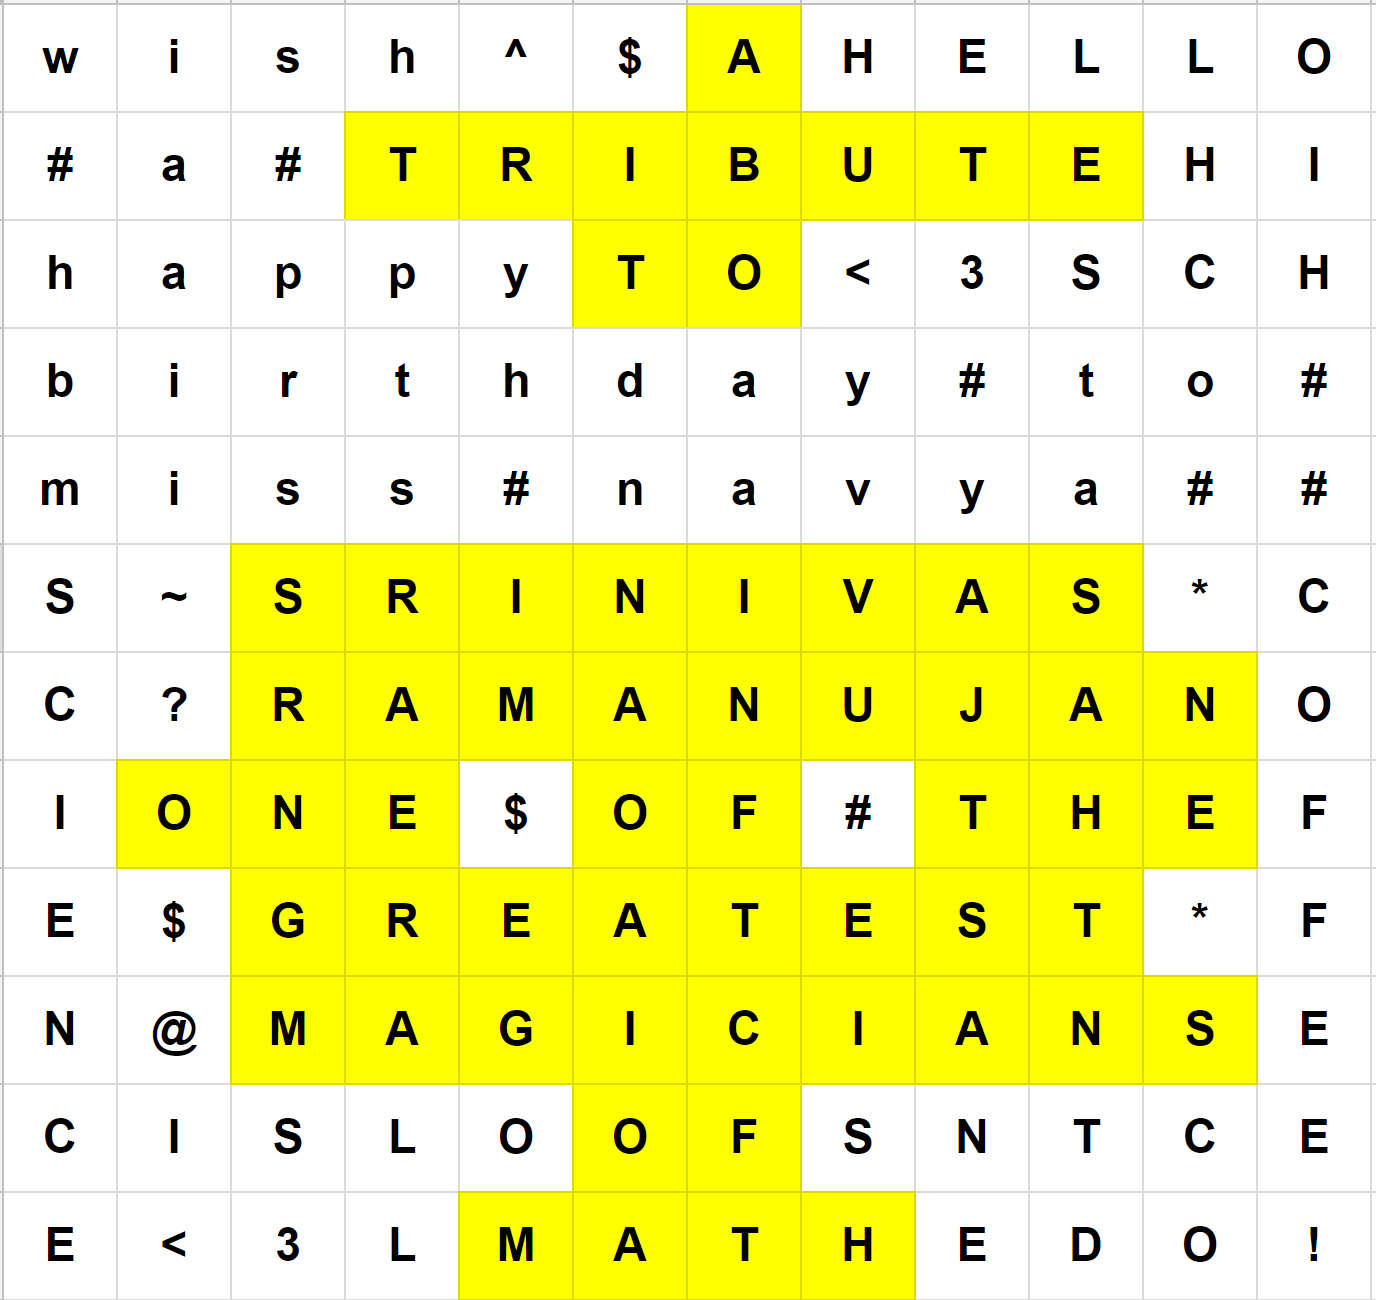 w i s h ^ $ A H E L L O
# a # T R I B U T E H I
h a p p y T O < 3 S C H
b i r t h d a y # t o #
m i s s # n a v y a # #
S ~ S R I N I V A S * C
C ? R A M A N U J A N O
I O N E $ O F # T H E F
E $ G R E A T E S T * F
N @ M A G I C I A N S E
C I S L O O F S N T C E
E < 3 L M A T H E D O !